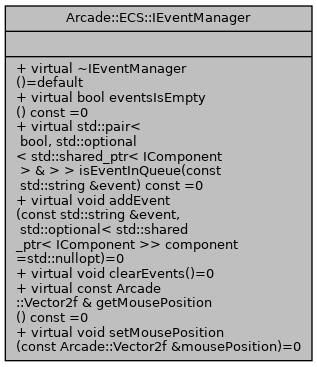 Arcade::ECS::IEventManager
+ virtual ~IEventManager
()=default
+ virtual bool eventsIsEmpty
() const =0
+ virtual std::pair<
bool, std::optional
< std::shared_ptr< IComponent
> & > > isEventInQueue(const
std::string &event) const =0
+ virtual void addEvent
(const std::string &event,
std::optional< std::shared
_ptr< IComponent >> component
=std::nullopt)=0
+ virtual void clearEvents()=0
+ virtual const Arcade
::Vector2f & getMousePosition
() const =0
+ virtual void setMousePosition
(const Arcade::Vector2f &mousePosition)=0